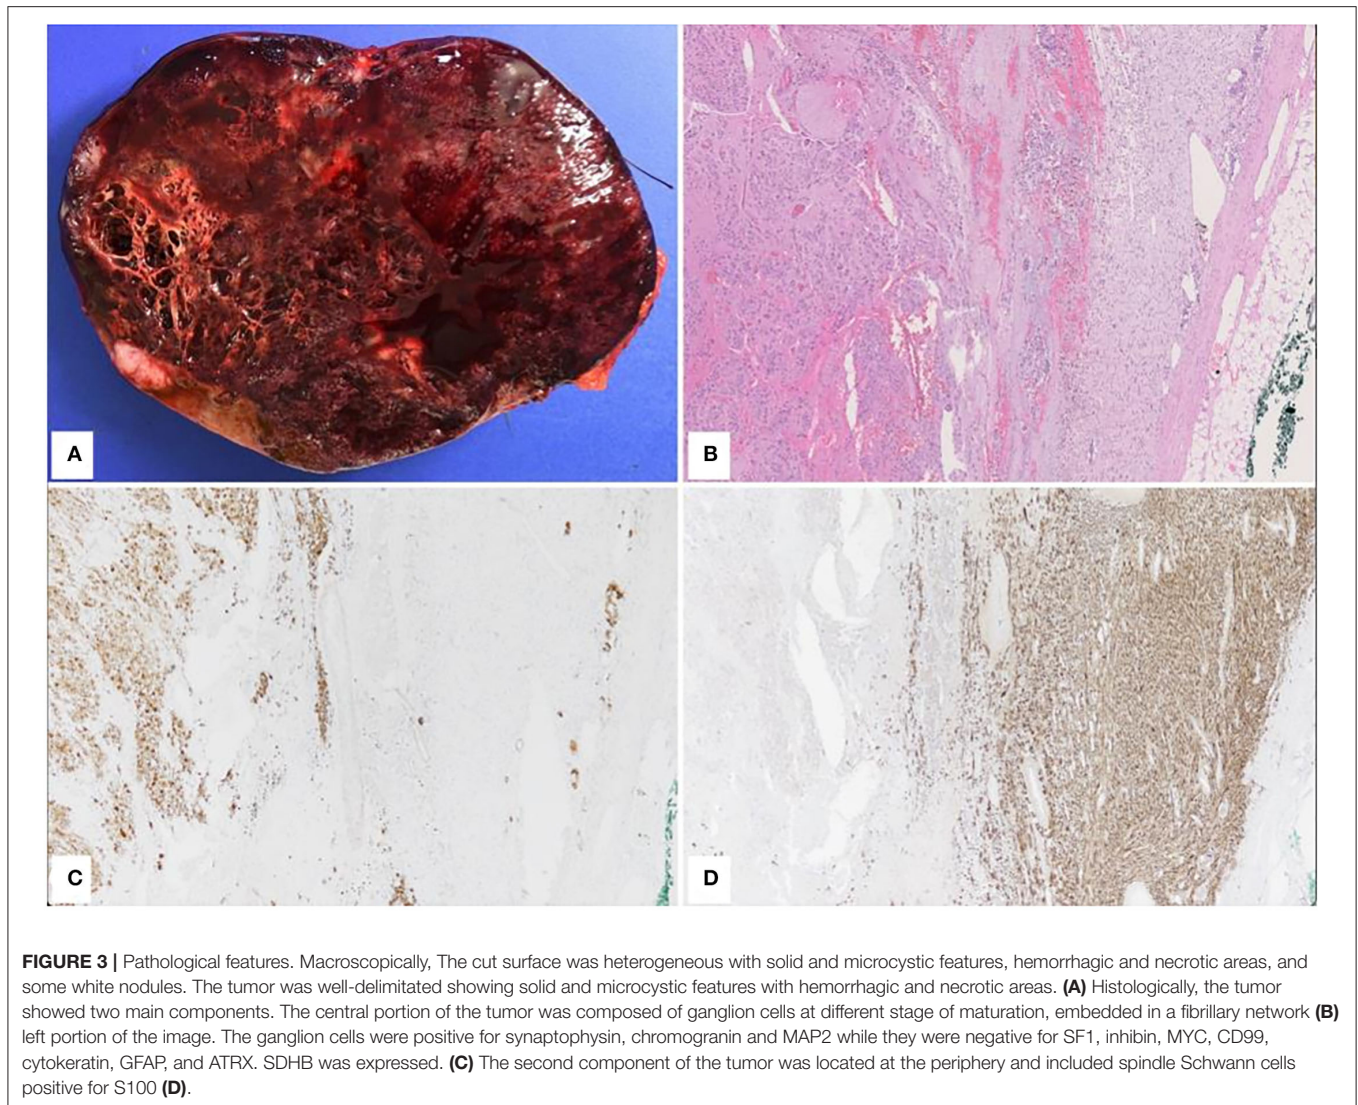 A
B
C
D
FIGURE 3 | Pathological features. Macroscopically, The cut surface was heterogeneous with solid and microcystic features, hemorrhagic and necrotic areas, and
some white nodules. The tumor was well-delimitated showing solid and microcystic features with hemorrhagic and necrotic areas. (A) Histologically, the tumor
showed two main components. The central portion of the tumor was composed of ganglion cells at different stage of maturation, embedded in a fibrillary network (B)
left portion of the image. The ganglion cells were positive for synaptophysin, chromogranin and MAP2 while they were negative for SF1, inhibin, MYC, CD99,
cytokeratin, GFAP, and ATRX. SDHB was expressed. (C) The second component of the tumor was located at the periphery and included spindle Schwann cells
positive for S100 (D).